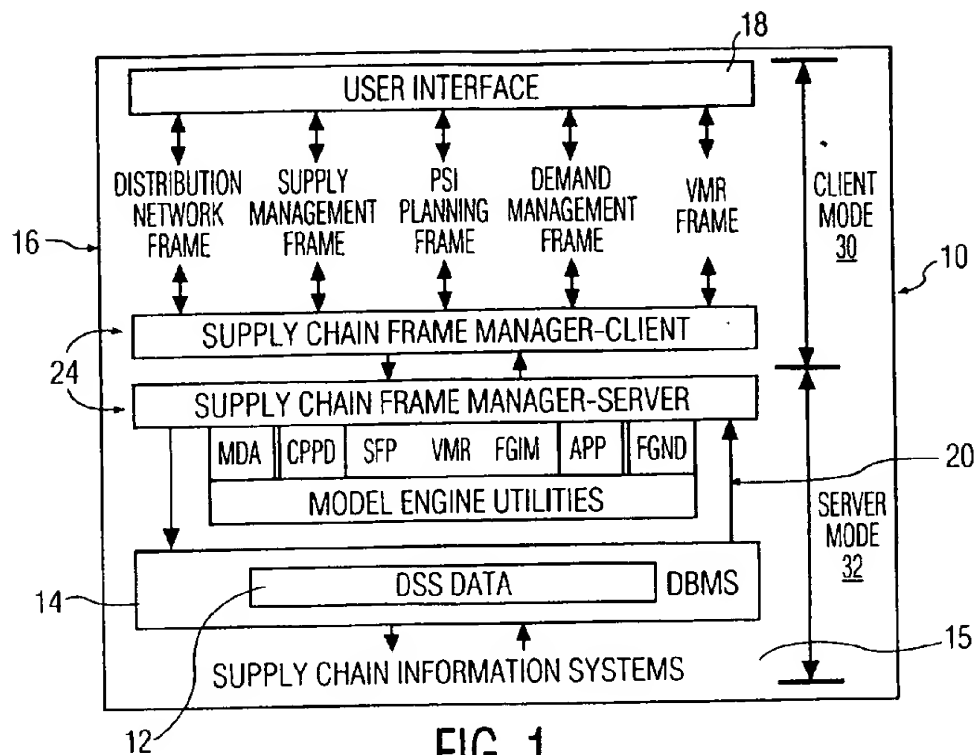 18
USER INTERFACE
DISTRIBUTION
NETWORK
FRAME
SUPPLY
MANAGEMENT
FRAME
PSI
PLANNING
FRAME
DEMAND
MANAGEMENT
FRAME
VMR
FRAME
CLIENT
MODE
30
16
10
SUPPLY CHAIN FRAME MANAGER-CLIENT
24
SUPPLY CHAIN FRAME MANAGER-SERVER
MDA CPPD SFP VMR FGIM APP FGND
MODEL ENGINE UTILITIES
20
SERVER
MODE
32
14
DSS DATA
DBMS
15
SUPPLY CHAIN INFORMATION SYSTEMS
12
FIG. 1